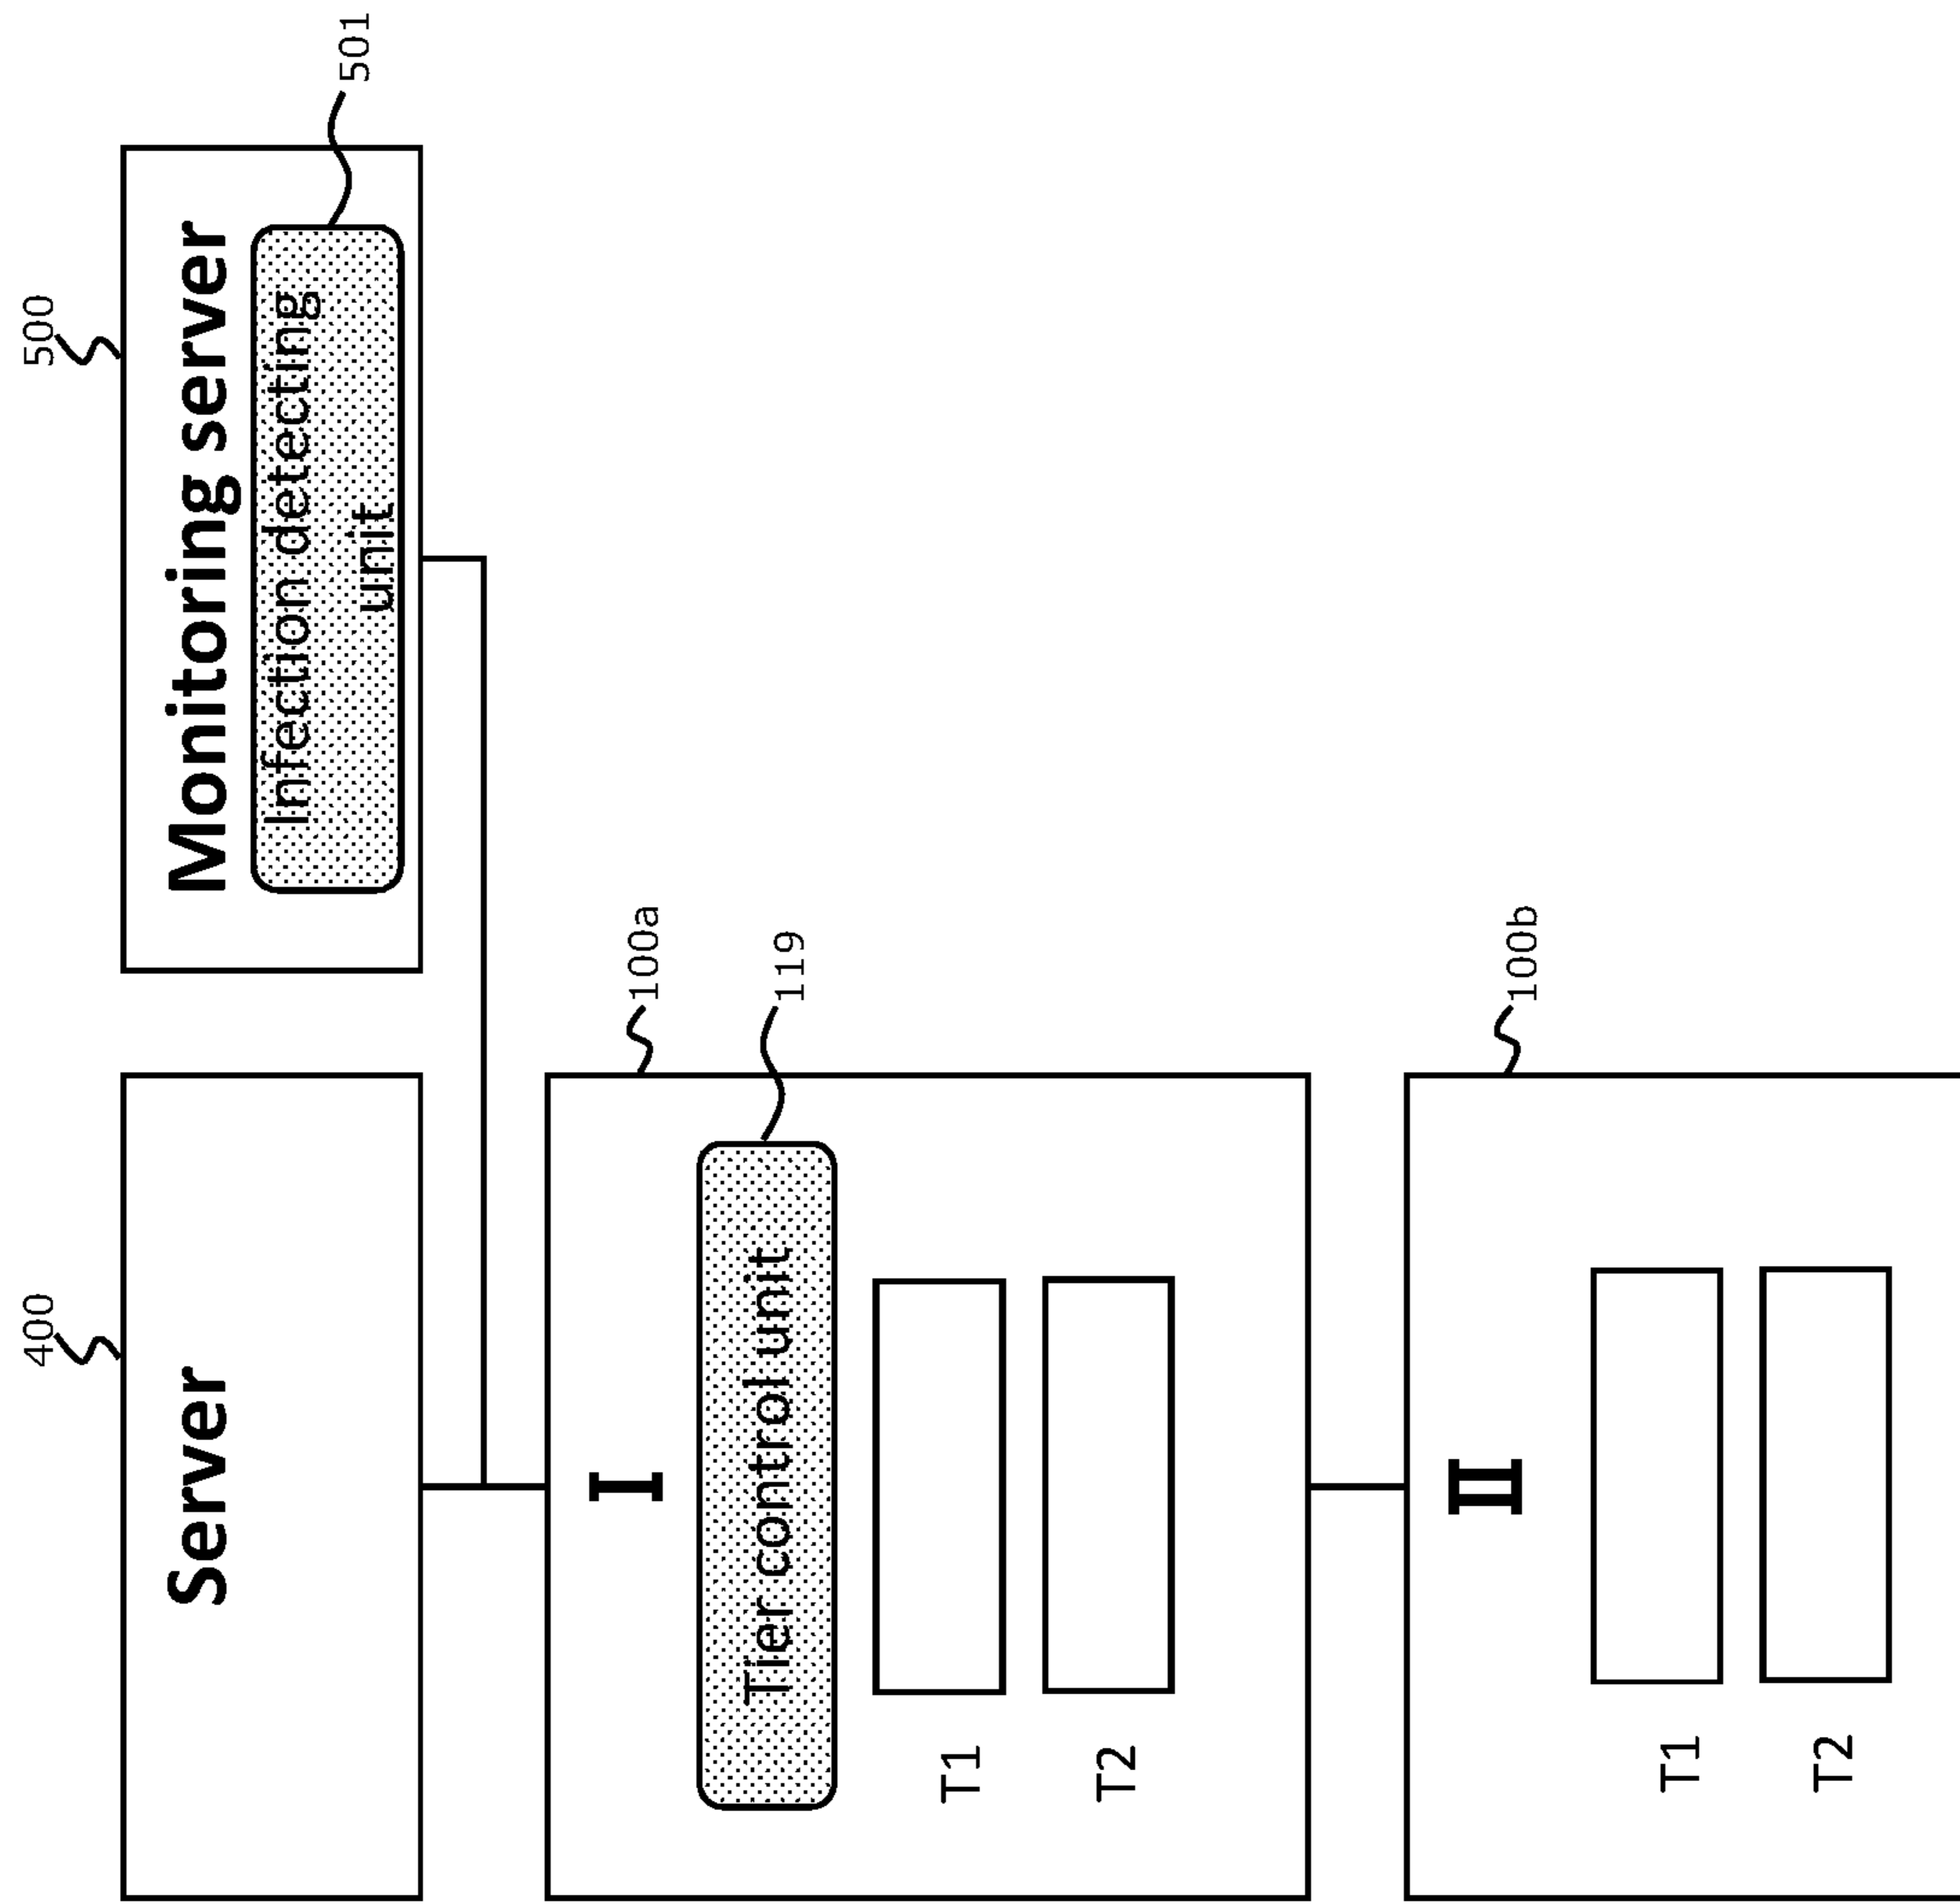 400
500
Server
Monitoring server
Infection detecting
unit
501
100a
I
119
Tier control unit
T1
T2
100b
II
T1
T2